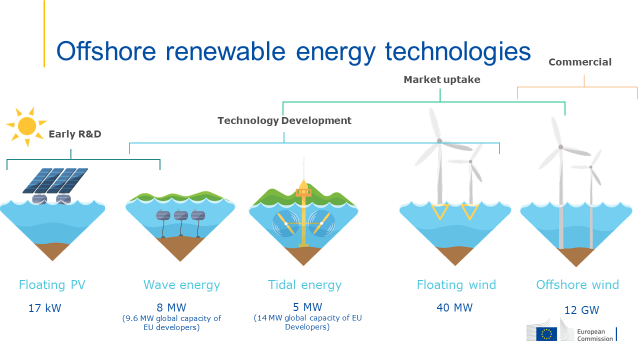 Offshore renewable energy technologies
Commercial
Market uptake
Technology Development
Early R&D
Floating PV
Wave energy
Tidal energy
Floating wind
Offshore wind
17 kW
8 MW
(9.6 MW global capacity of
EU developers)
5 MW
(14 MW global capacity of EU
Developers)
40 MW
12 GW
European
Commission